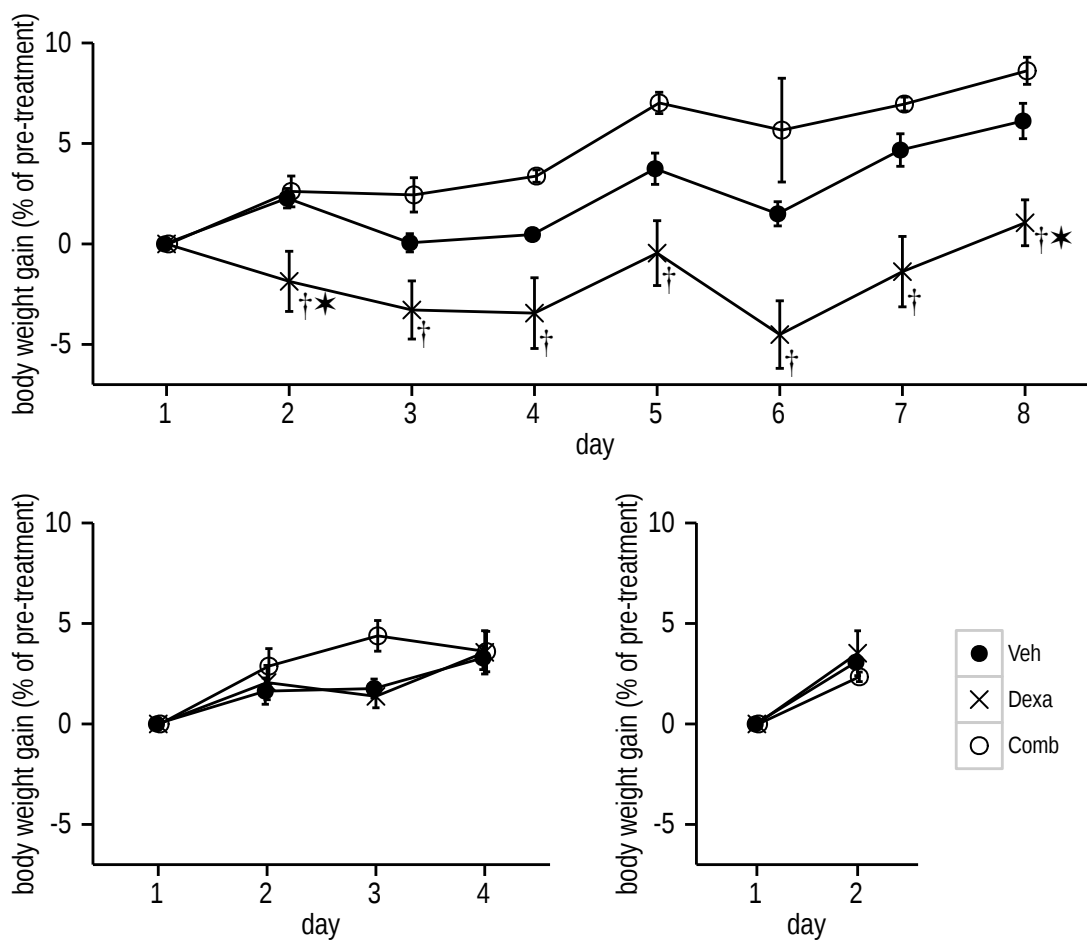 body weight gain (% of pre-treatment)
10
5
0
-5
†✶
†
†
†
†
†
†✶
1 2 3 4 5 6 7 8
day
body weight gain (% of pre-treatment)
10
5
0
-5
1 2 3 4
day
body weight gain (% of pre-treatment)
10
5
0
-5
1 2
day
Veh
Dexa
Comb